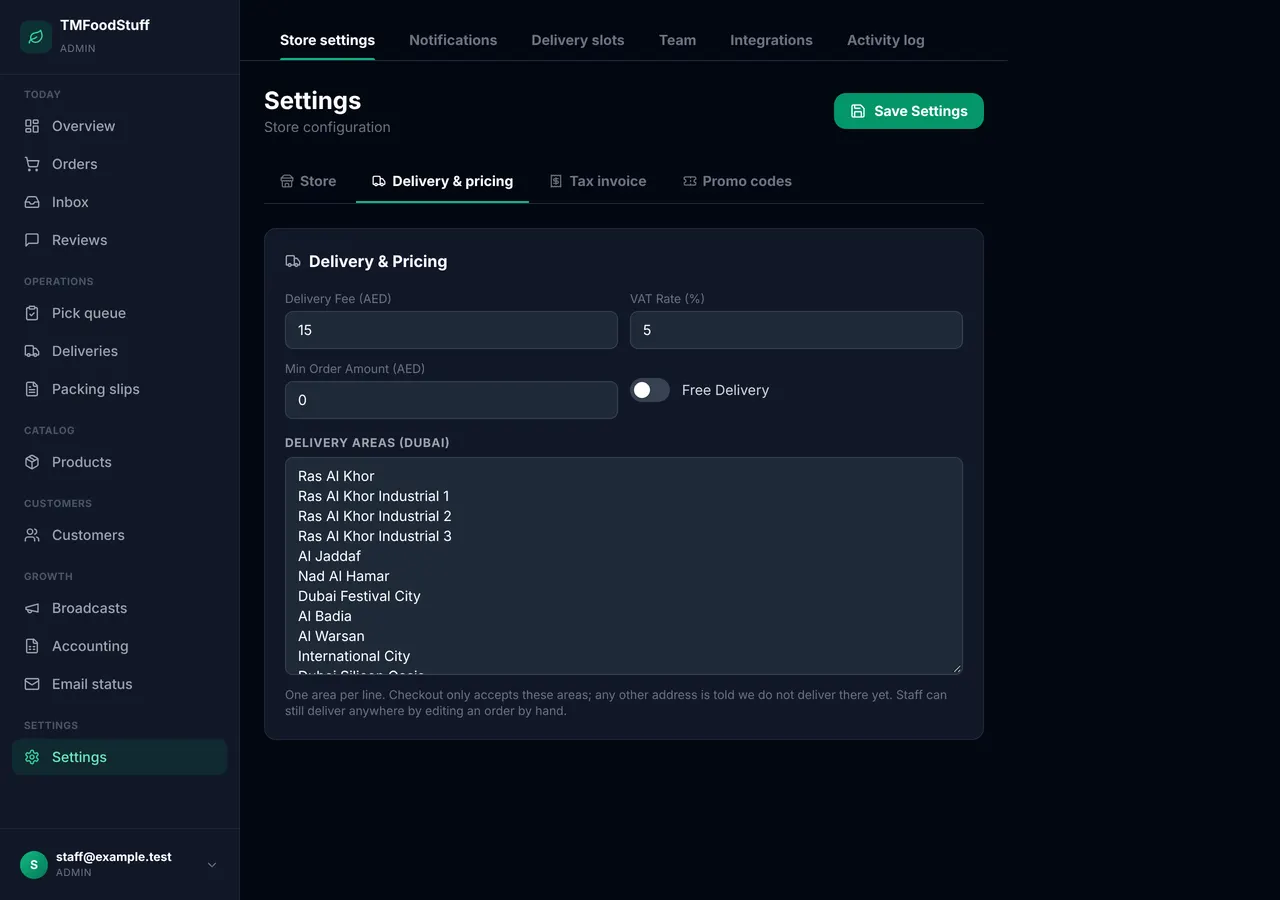 TMFoodStuff
ADMIN
TODAY
Overview
Orders
Inbox
Reviews
OPERATIONS
Pick queue
Deliveries
Packing slips
CATALOG
Products
CUSTOMERS
Customers
GROWTH
Broadcasts
Accounting
Email status
SETTINGS
Settings
S
staff@example.test
ADMIN
Store settings
Notifications
Delivery slots
Team
Integrations
Activity log
Settings
Store configuration
Save Settings
Store
Delivery & pricing
Tax invoice
Promo codes
Delivery & Pricing
Delivery Fee (AED)
15
VAT Rate (%)
5
Min Order Amount (AED)
0
Free Delivery
DELIVERY AREAS (DUBAI)
Ras Al Khor
Ras Al Khor Industrial 1
Ras Al Khor Industrial 2
Ras Al Khor Industrial 3
Al Jaddaf
Nad Al Hamar
Dubai Festival City
Al Badia
Al Warsan
International City
Dubai Silicon Oasis
One area per line. Checkout only accepts these areas; any other address is told we do not deliver there yet. Staff can
still deliver anywhere by editing an order by hand.